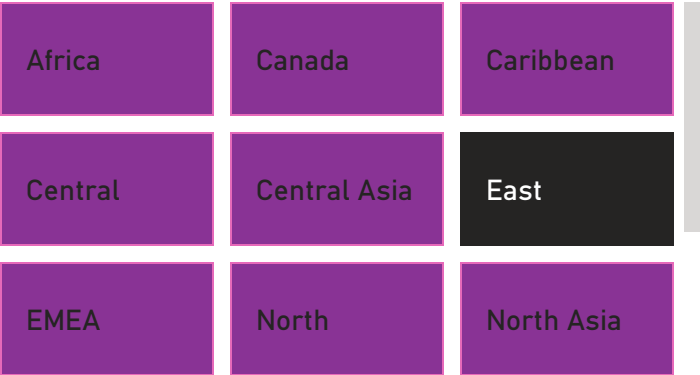 Africa
Canada
Caribbean
Central
Central Asia
East
EMEA
North
North Asia